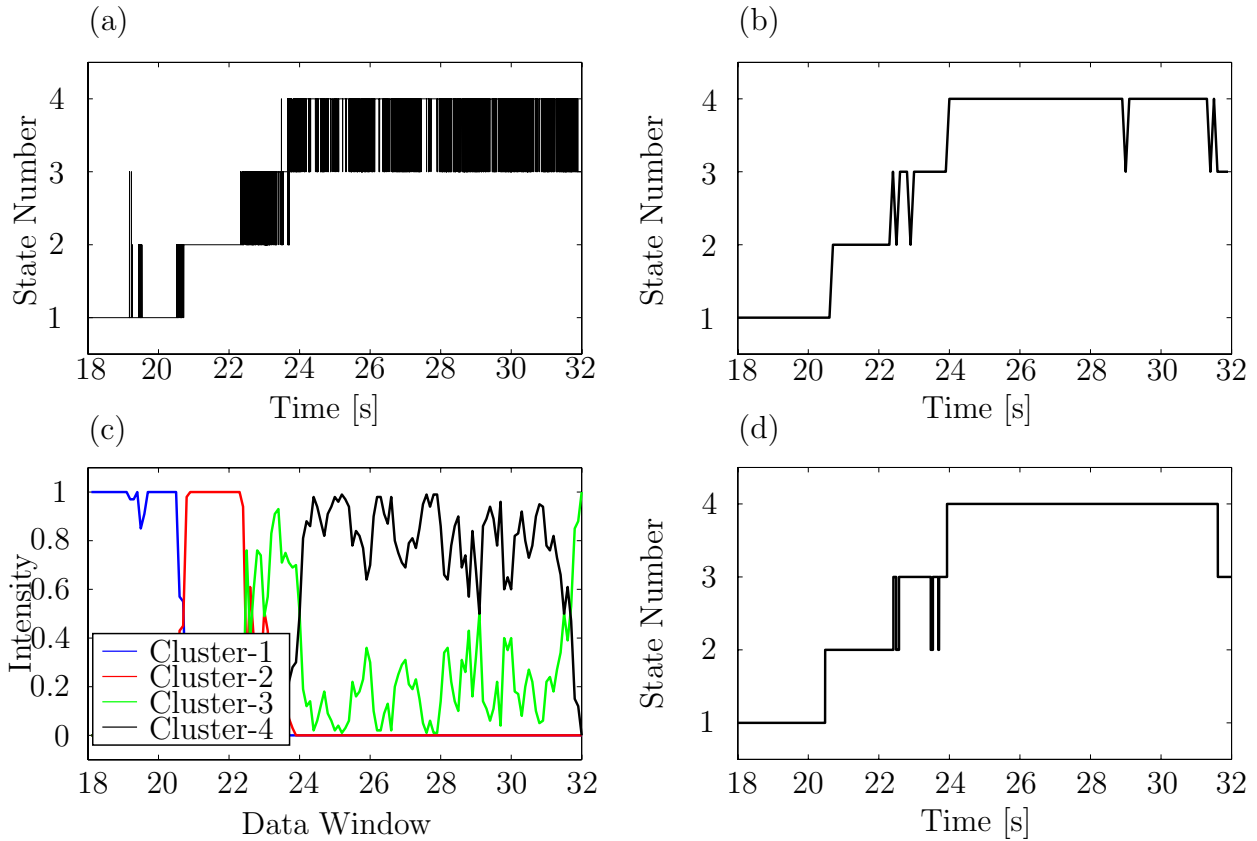 (a)
State Number
4
3
2
1
18 20 22 24 26 28 30 32
Time [s]
(b)
State Number
4
3
2
1
18 20 22 24 26 28 30 32
Time [s]
(c)
Intensity
1
0.8
0.6
0.4
0.2
0
Cluster-1
Cluster-2
Cluster-3
Cluster-4
18 20 22 24 26 28 30 32
Data Window
(d)
State Number
4
3
2
1
18 20 22 24 26 28 30 32
Time [s]